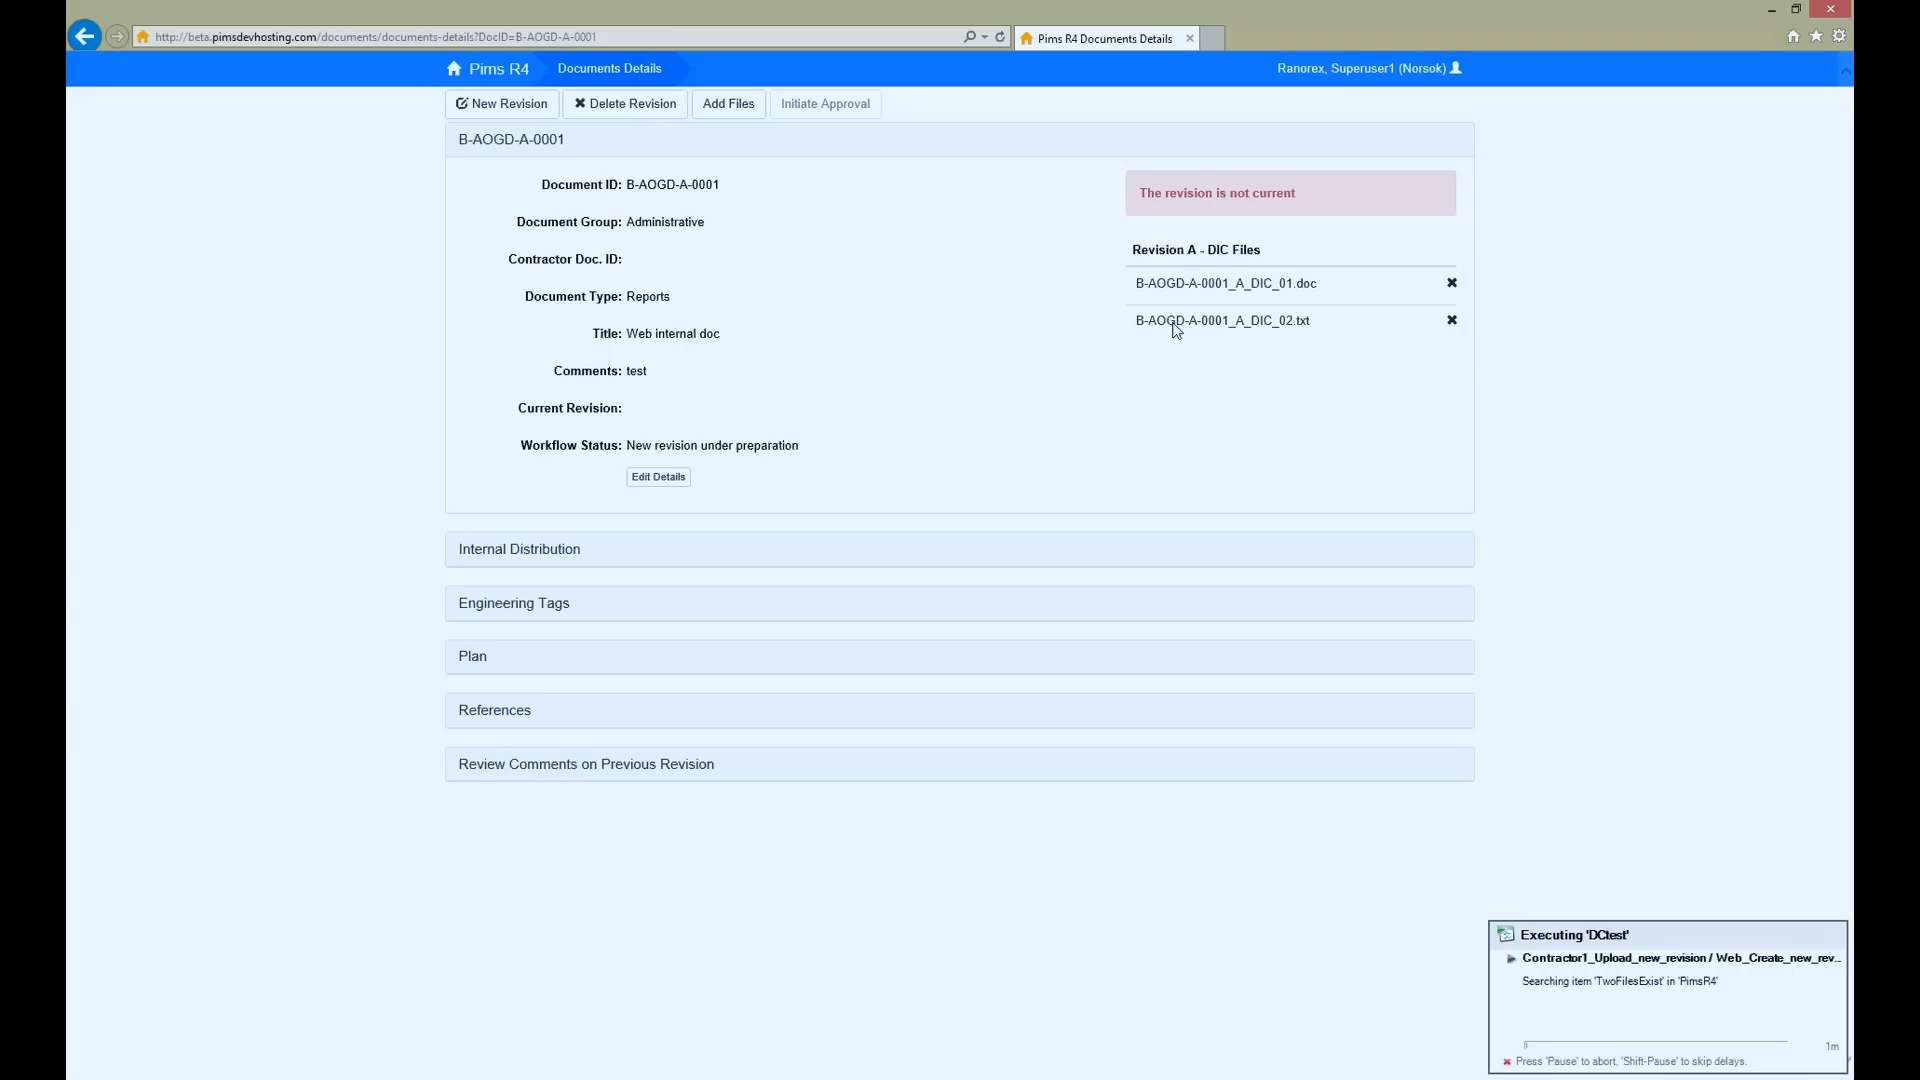 http://beta.pimsdevhosting.com/documents/documents-details?DocID=B-AOGD-A-0001
Pims R4 Documents Details
Pims R4
Documents Details
Ranorex, Superuser1 (Norsok)
New Revision
Delete Revision
Add Files
Initiate Approval
B-AOGD-A-0001
Document ID: B-AOGD-A-0001
Document Group: Administrative
Contractor Doc. ID:
Document Type: Reports
Title: Web internal doc
Comments: test
Current Revision:
Workflow Status: New revision under preparation
Edit Details
The revision is not current
Revision A - DIC Files
B-AOGD-A-0001_A_DIC_01.doc
B-AOGD-A-0001_A_DIC_02.txt
Internal Distribution
Engineering Tags
Plan
References
Review Comments on Previous Revision
Executing 'DCtest'
Contractor1_Upload_new_revision / Web_Create_new_rev...
Searching item 'TwoFilesExist' in 'PimsR4'
1m
Press 'Pause' to abort, 'Shift-Pause' to skip delays.